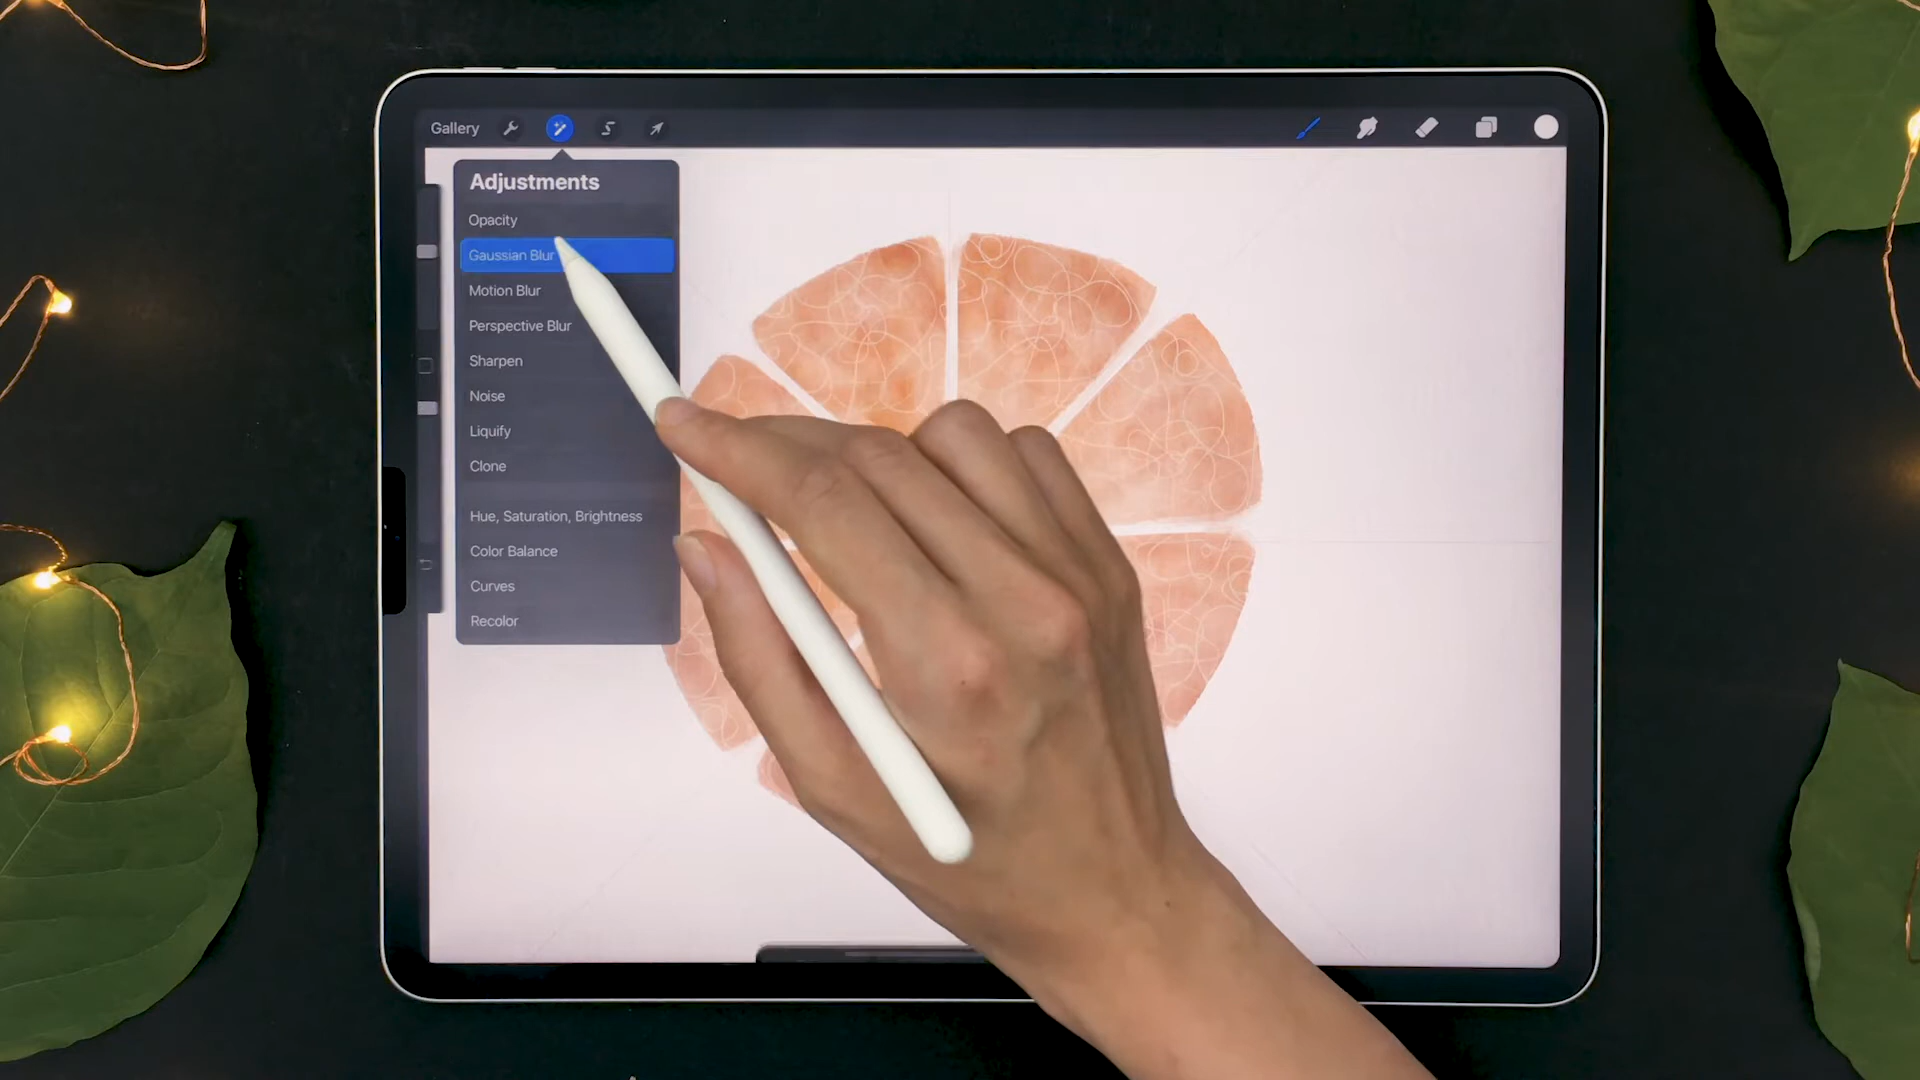 Gallery
Adjustments
Opacity
Gaussian Blur
Motion Blur
Perspective Blur
Sharpen
Noise
Liquify
Clone
Hue, Saturation, Brightness
Color Balance
Curves
Recolor